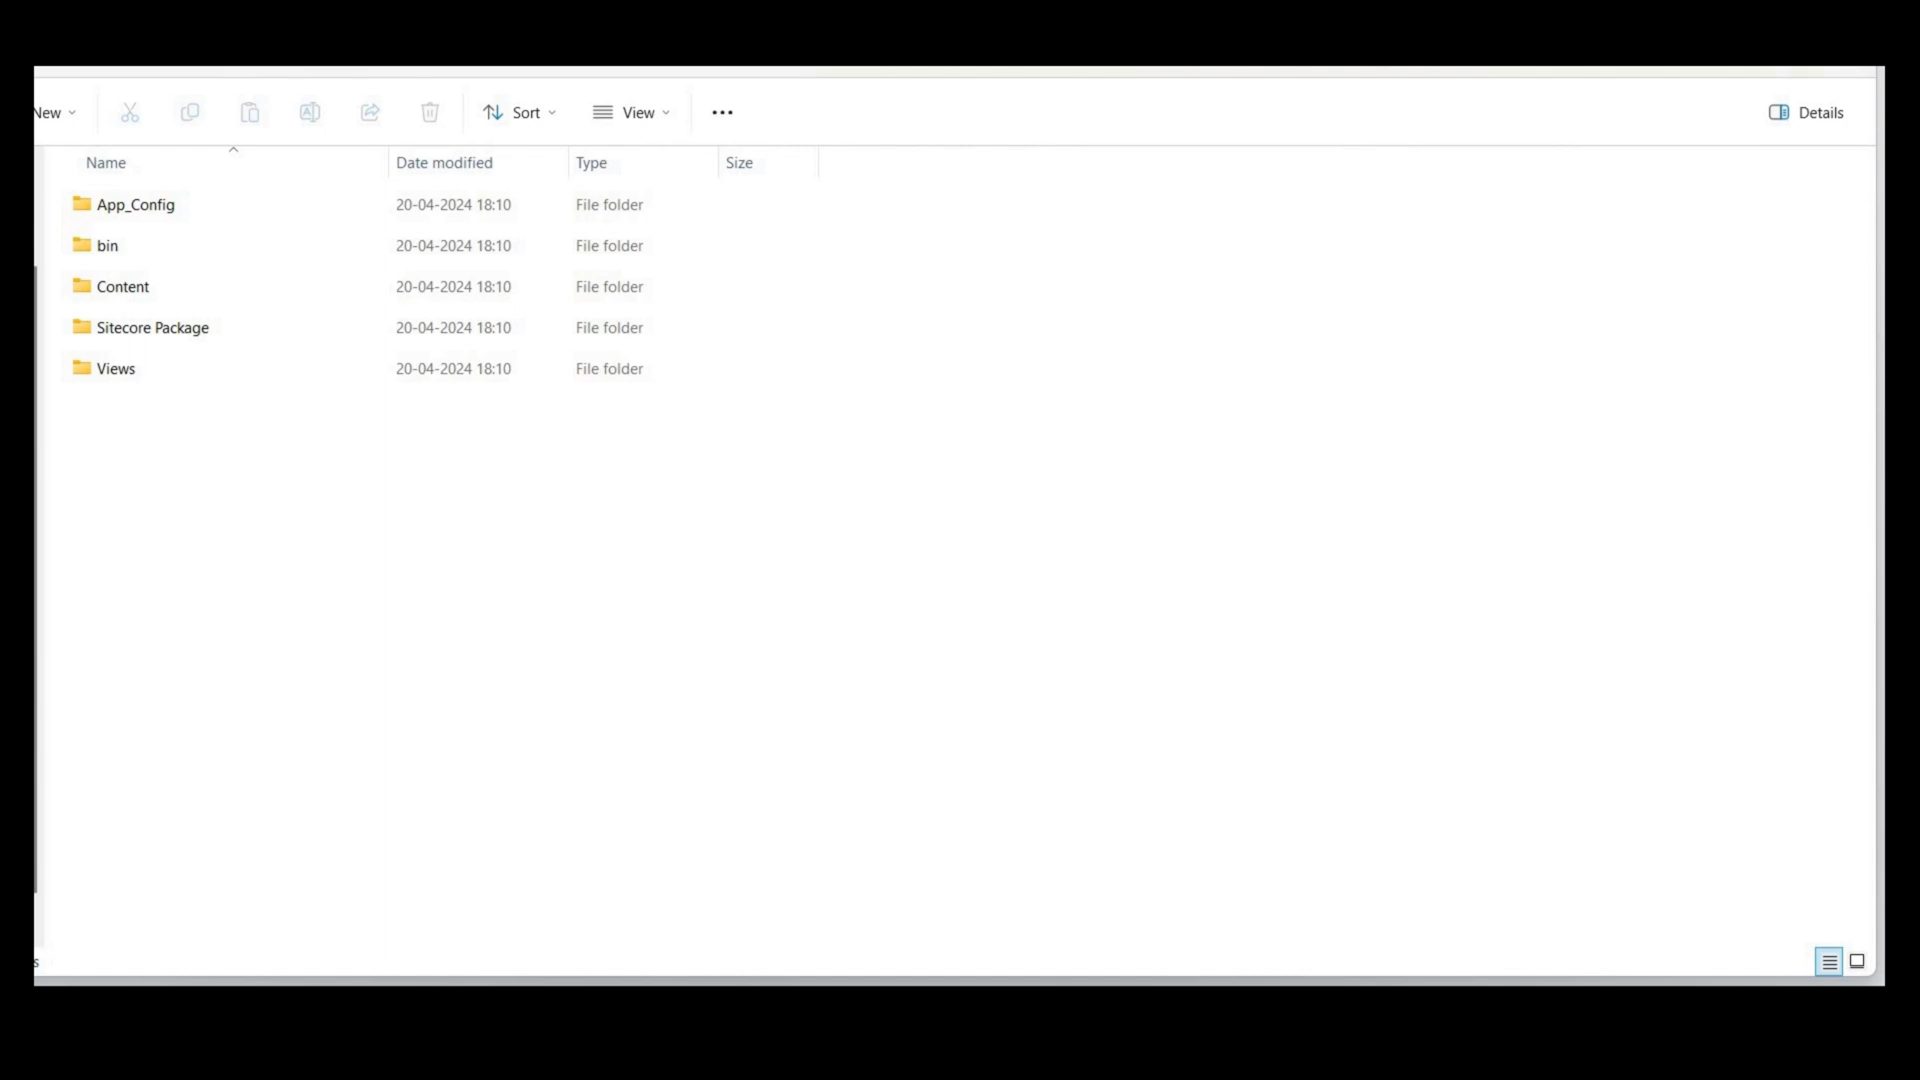 New Sort View ••• Details
Name Date modified Type Size
App_Config 20-04-2024 18:10 File folder
bin 20-04-2024 18:10 File folder
Content 20-04-2024 18:10 File folder
Sitecore Package 20-04-2024 18:10 File folder
Views 20-04-2024 18:10 File folder
s